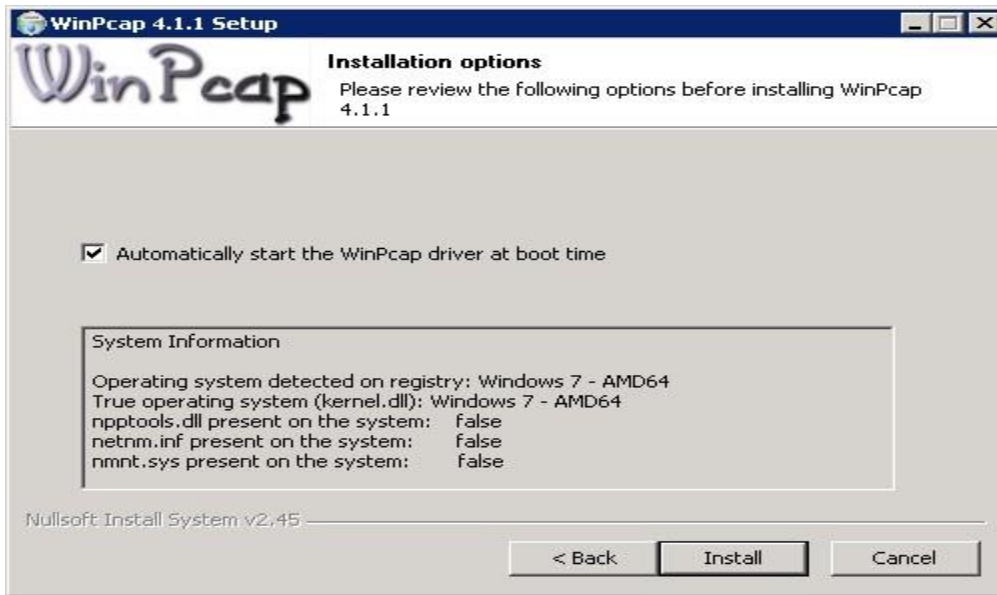 WinPcap 4.1.1 Setup
WinPcap
Installation options
Please review the following options before installing WinPcap
4.1.1
Automatically start the WinPcap driver at boot time
System Information
Operating system detected on registry: Windows 7 - AMD64
True operating system (kernel.dll): Windows 7 - AMD64
npptools.dll present on the system: false
netnm.inf present on the system: false
nmnt.sys present on the system: false
Nullsoft Install System v2.45
< Back Install Cancel